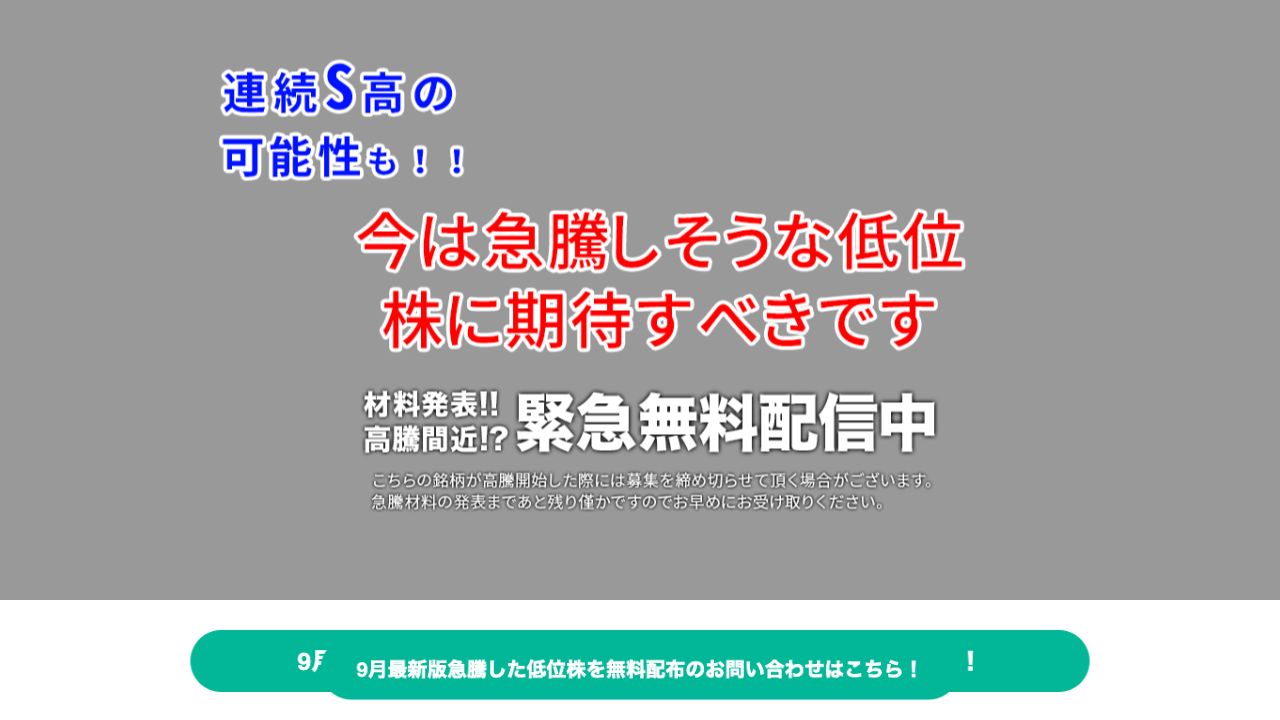 連続S高の
可能性も！！
今は急騰しそうな低位
株に期待すべきです
材料発表!!
高騰間近!?
緊急無料配信中
こちらの銘柄が高騰開始した際には募集を締め切らせて頂く場合がございます。
急騰材料の発表まであと残り僅かですのでお早めにお受け取りください。
9月最新版急騰した低位株を無料配布のお問い合わせはこちら！